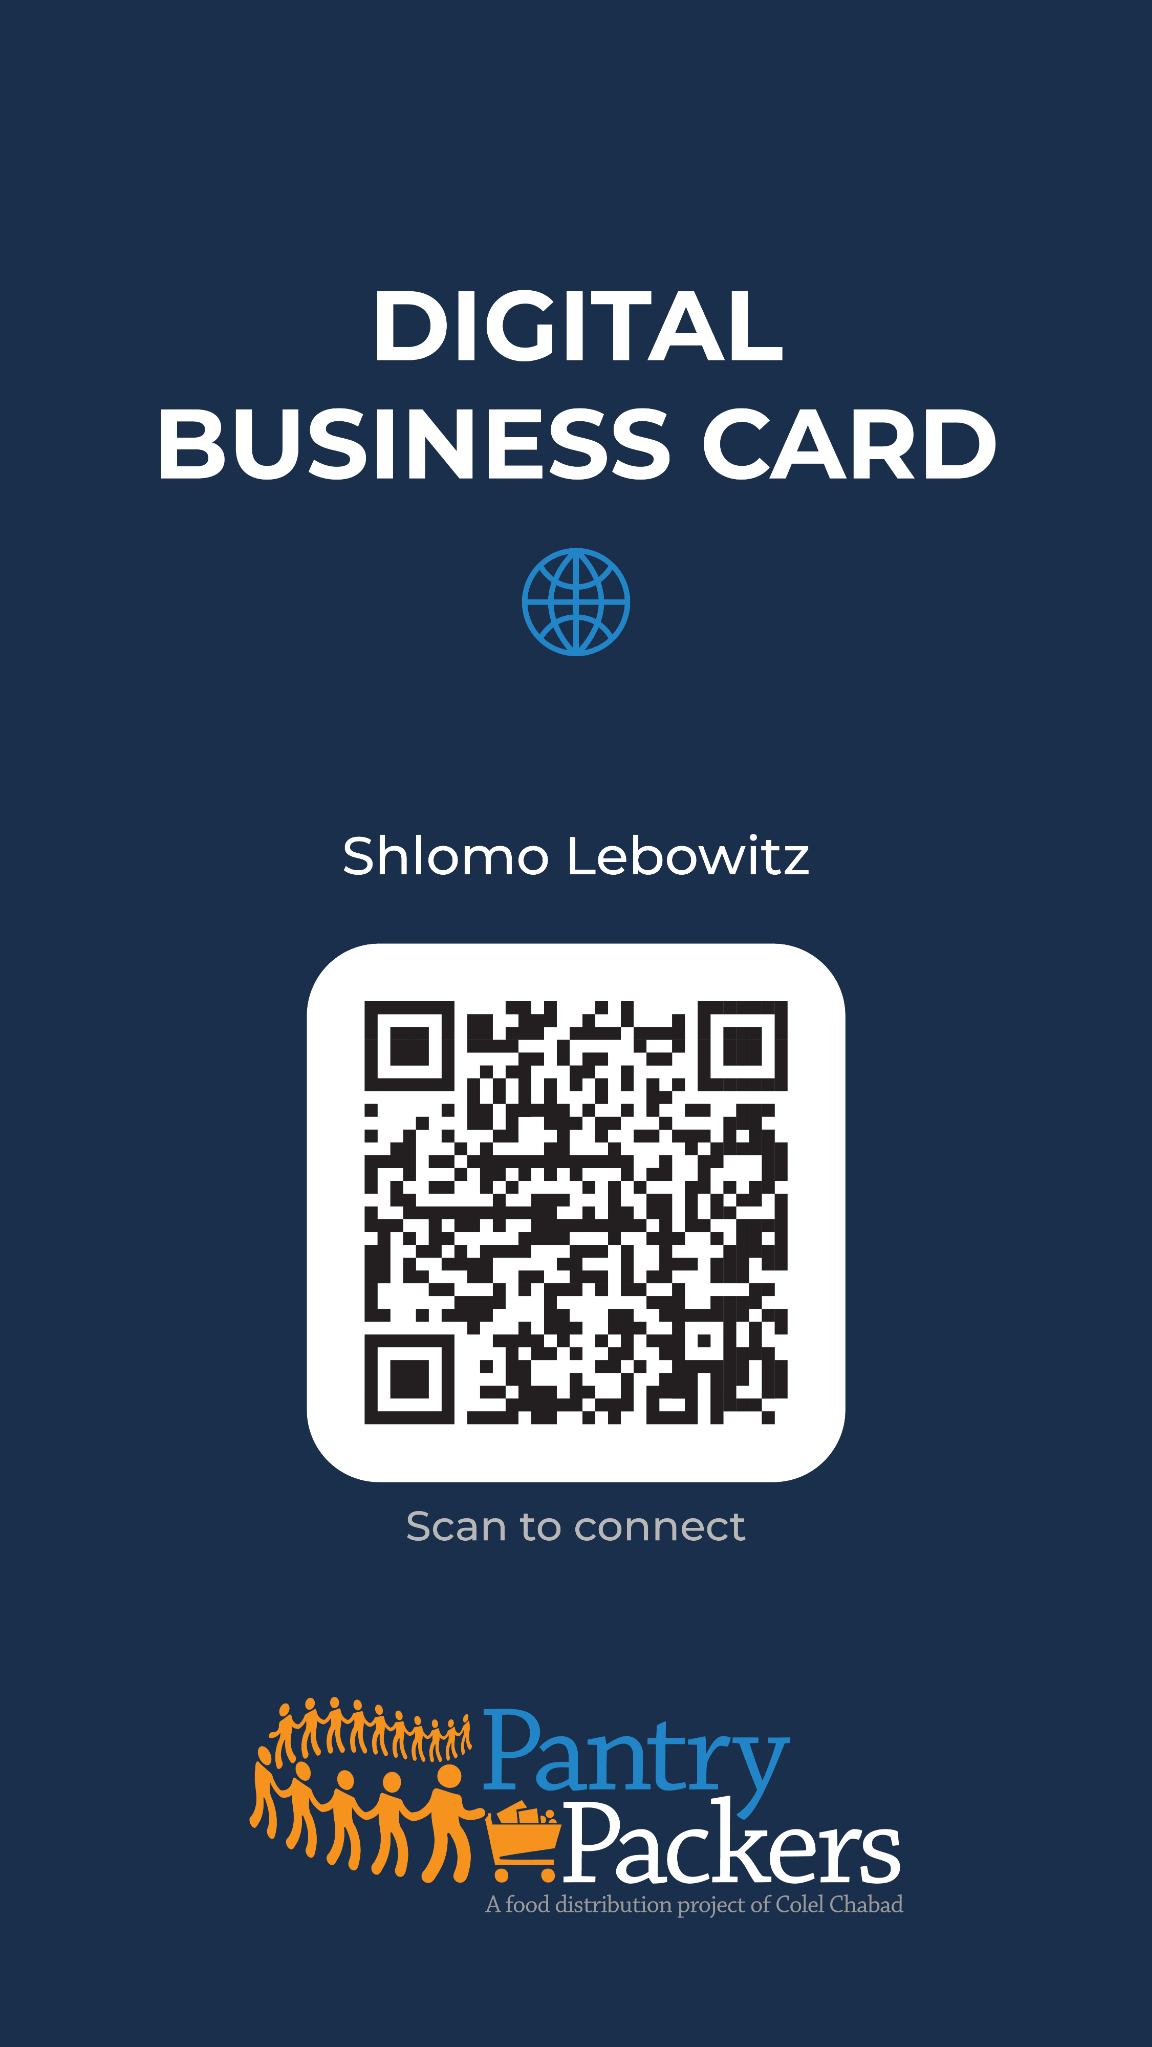 DIGITAL
BUSINESS CARD
Shlomo Lebowitz
Scan to connect
Pantry
Packers
A food distribution project of Colel Chabad